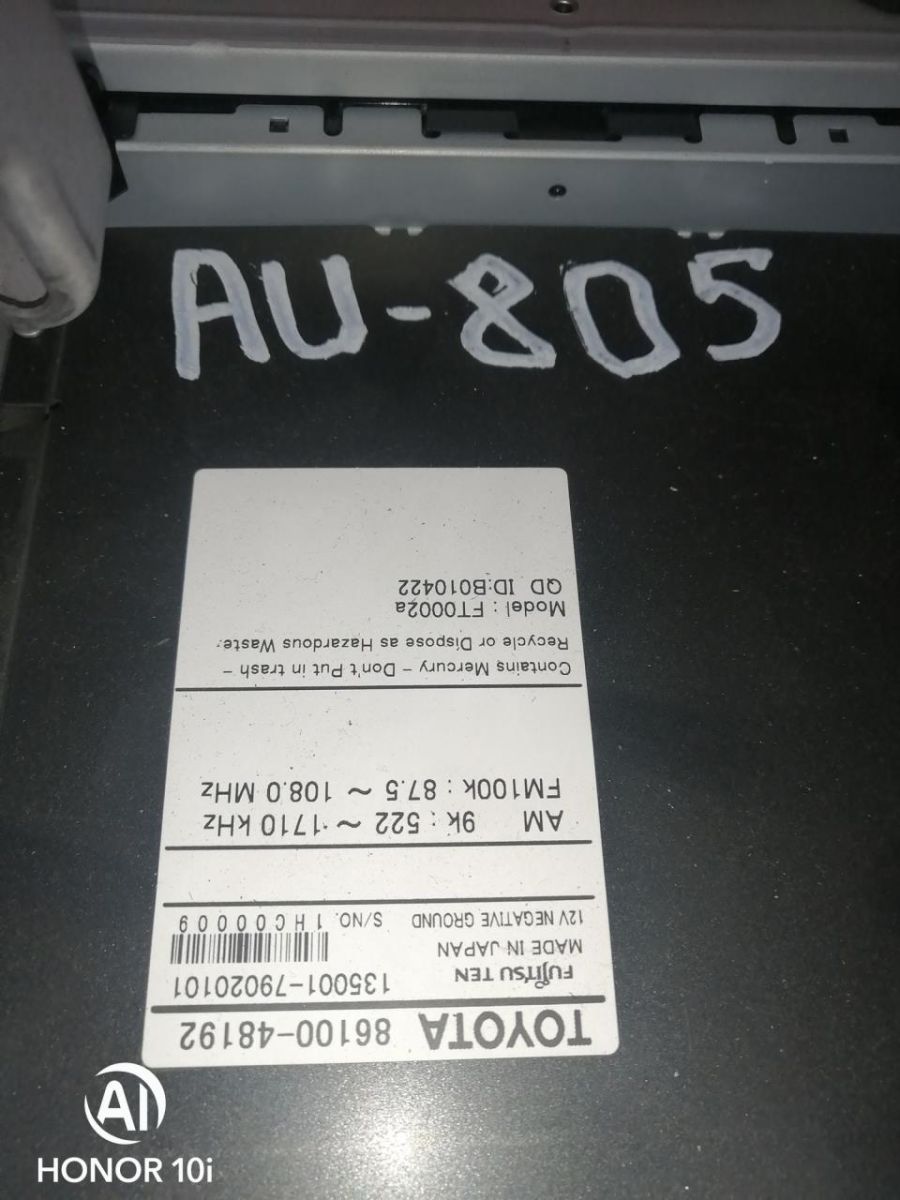 AU-805
TOYOTA 86100-48192
FUJITSU TEN 135001-79020101
MADE IN JAPAN
12V NEGATIVE GROUND S/NO. 1HC00009
AM 9k : 522 ~ 1710 kHz
FM100k : 87.5 ~ 108.0 MHz
Contains Mercury - Don't Put in trash -
Recycle or Dispose as Hazardous Waste.
Model : FT0002a
QD ID:B010422
AI
HONOR 10i